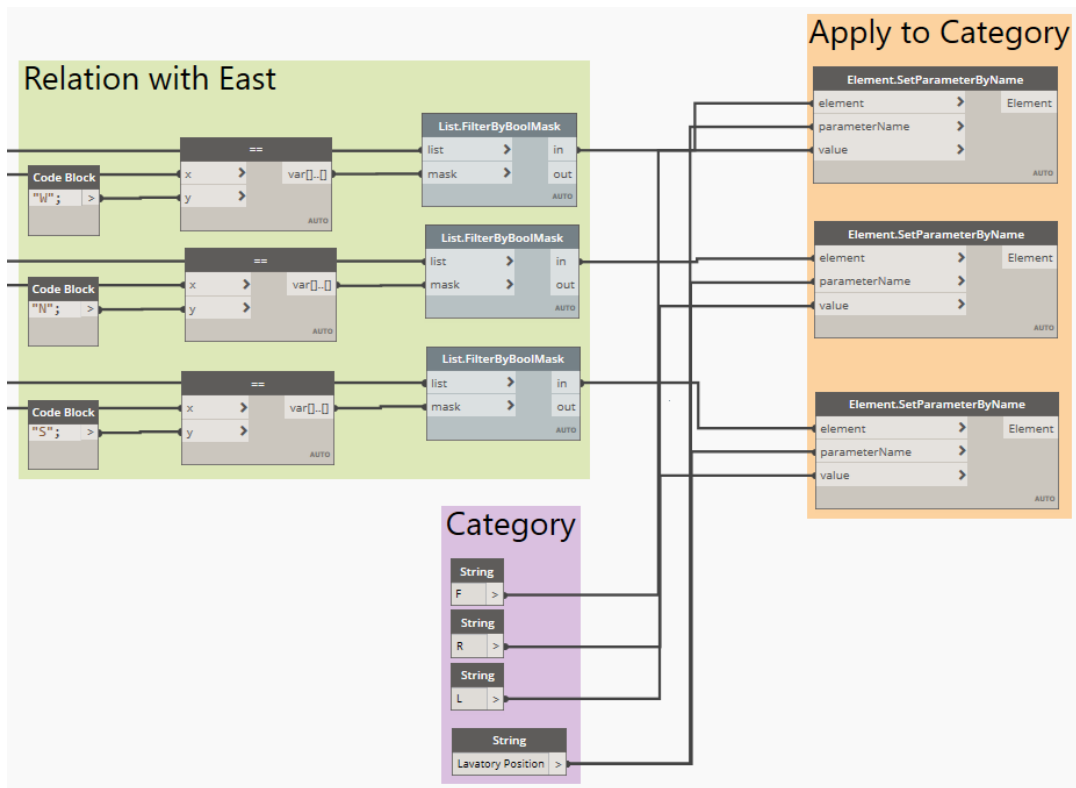 Apply to Category
Relation with East
Element.SetParameterByName
element > Element
parameterName >
value >
AUTO
List.FilterByBoolMask
list > in
mask > out
AUTO
==
x > var[]..[]
y >
AUTO
Code Block
"W"; >
Element.SetParameterByName
element > Element
parameterName >
value >
AUTO
List.FilterByBoolMask
list > in
mask > out
AUTO
==
x > var[]..[]
y >
AUTO
Code Block
"N"; >
List.FilterByBoolMask
list > in
mask > out
AUTO
==
x > var[]..[]
y >
AUTO
Code Block
"S"; >
Element.SetParameterByName
element > Element
parameterName >
value >
AUTO
Category
String
F >
String
R >
String
L >
String
Lavatory Position >